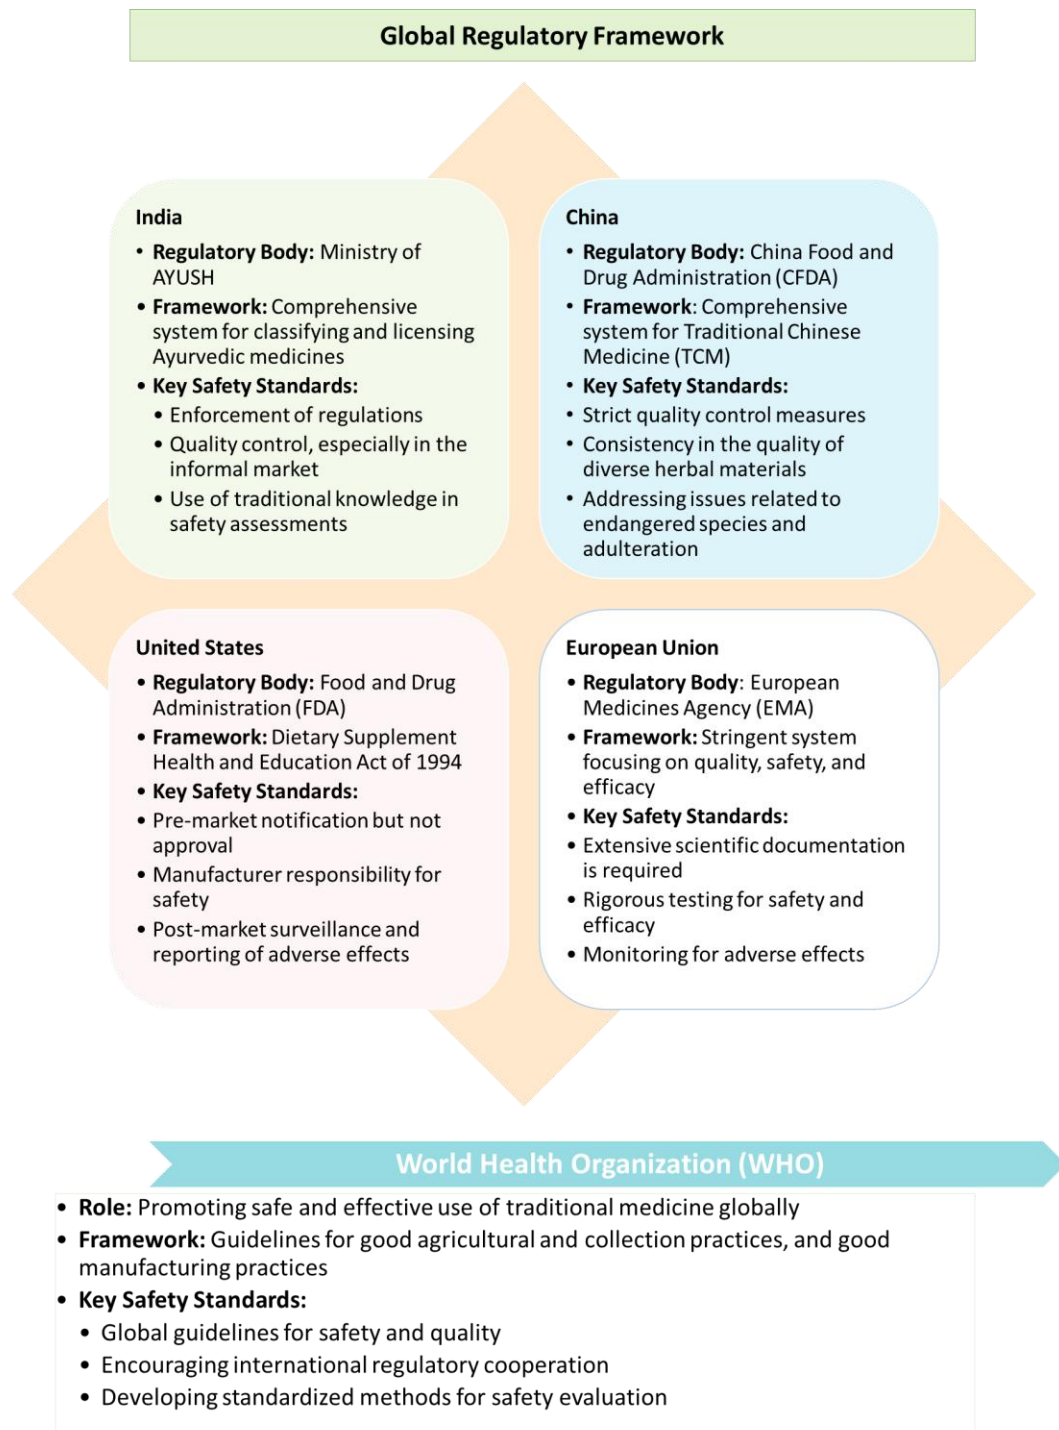 Global Regulatory Framework
India
• Regulatory Body: Ministry of
AYUSH
• Framework: Comprehensive
system for classifying and licensing
Ayurvedic medicines
• Key Safety Standards:
• Enforcement of regulations
• Quality control, especially in the
informal market
• Use of traditional knowledge in
safety assessments
China
• Regulatory Body: China Food and
Drug Administration (CFDA)
• Framework: Comprehensive
system for Traditional Chinese
Medicine (TCM)
• Key Safety Standards:
• Strict quality control measures
• Consistency in the quality of
diverse herbal materials
• Addressing issues related to
endangered species and
adulteration
United States
• Regulatory Body: Food and Drug
Administration (FDA)
• Framework: Dietary Supplement
Health and Education Act of 1994
• Key Safety Standards:
• Pre-market notification but not
approval
• Manufacturer responsibility for
safety
• Post-market surveillance and
reporting of adverse effects
European Union
• Regulatory Body: European
Medicines Agency (EMA)
• Framework: Stringent system
focusing on quality, safety, and
efficacy
• Key Safety Standards:
• Extensive scientific documentation
is required
• Rigorous testing for safety and
efficacy
• Monitoring for adverse effects
World Health Organization (WHO)
• Role: Promoting safe and effective use of traditional medicine globally
• Framework: Guidelines for good agricultural and collection practices, and good
manufacturing practices
• Key Safety Standards:
• Global guidelines for safety and quality
• Encouraging international regulatory cooperation
• Developing standardized methods for safety evaluation